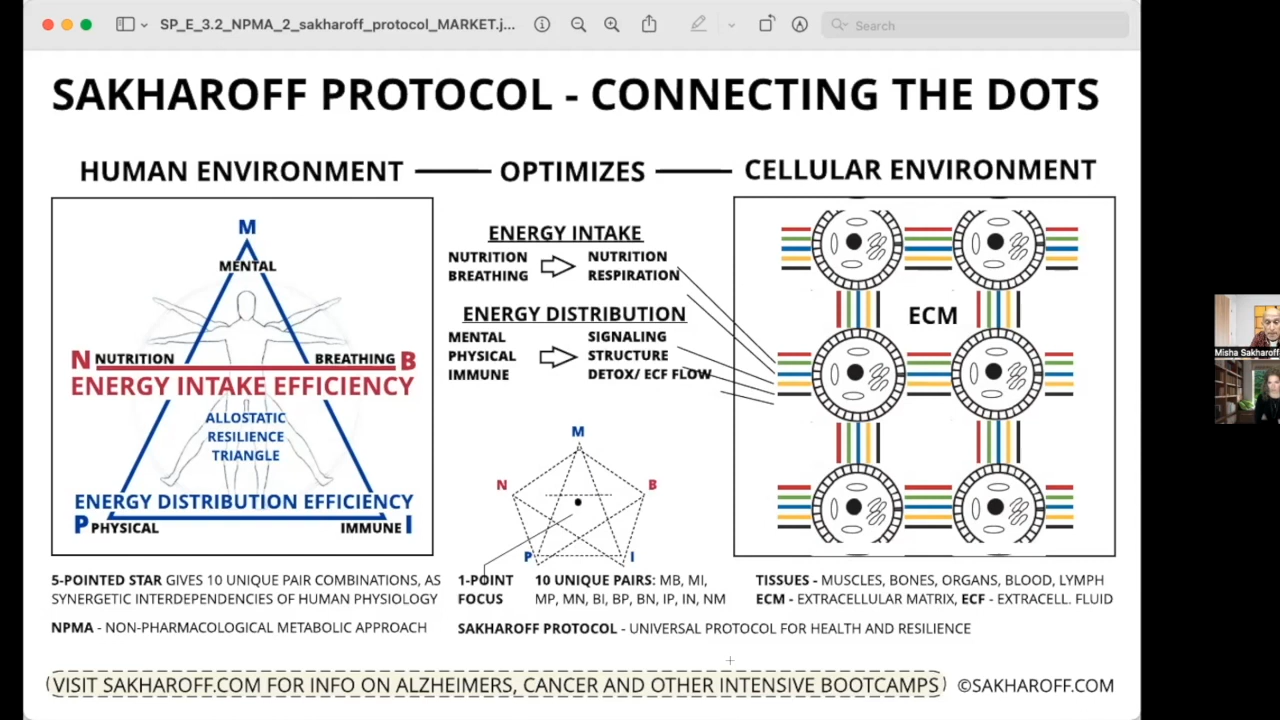 SP_E_3.2_NPMA_2_sakharoff_protocol_MARKET.j...
Search
SAKHAROFF PROTOCOL - CONNECTING THE DOTS
HUMAN ENVIRONMENT
OPTIMIZES
CELLULAR ENVIRONMENT
M
MENTAL
N NUTRITION
BREATHING B
ENERGY INTAKE EFFICIENCY
ALLOSTATIC
RESILIENCE
TRIANGLE
ENERGY DISTRIBUTION EFFICIENCY
P PHYSICAL
IMMUNE I
ENERGY INTAKE
NUTRITION
BREATHING
NUTRITION
RESPIRATION
ENERGY DISTRIBUTION
MENTAL
PHYSICAL
IMMUNE
SIGNALING
STRUCTURE
DETOX/ ECF FLOW
M
N
B
P
I
ECM
Misha Sakharo
5-POINTED STAR GIVES 10 UNIQUE PAIR COMBINATIONS, AS
SYNERGETIC INTERDEPENDENCIES OF HUMAN PHYSIOLOGY
1-POINT
FOCUS
10 UNIQUE PAIRS: MB, MI,
MP, MN, BI, BP, BN, IP, IN, NM
TISSUES - MUSCLES, BONES, ORGANS, BLOOD, LYMPH
ECM - EXTRACELLULAR MATRIX, ECF - EXTRACELL. FLUID
NPMA - NON-PHARMACOLOGICAL METABOLIC APPROACH
SAKHAROFF PROTOCOL - UNIVERSAL PROTOCOL FOR HEALTH AND RESILIENCE
VISIT SAKHAROFF.COM FOR INFO ON ALZHEIMERS, CANCER AND OTHER INTENSIVE BOOTCAMPS
©SAKHAROFF.COM